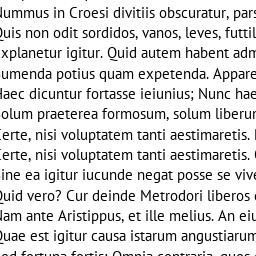 Nummus in Croesi divitiis obscuratur, pars
Quis non odit sordidos, vanos, leves, futtil
explanetur igitur. Quid autem habent adm
Sumenda potius quam expetenda. Appare
Haec dicuntur fortasse ieiunius; Nunc hae
Solum praeterea formosum, solum liberum
Certe, nisi voluptatem tanti aestimaretis.
Certe, nisi voluptatem tanti aestimaretis.
Sine ea igitur iucunde negat posse se vive
Quid vero? Cur deinde Metrodori liberos
Nam ante Aristippus, et ille melius. An eiu
Quae est igitur causa istarum angustiarum